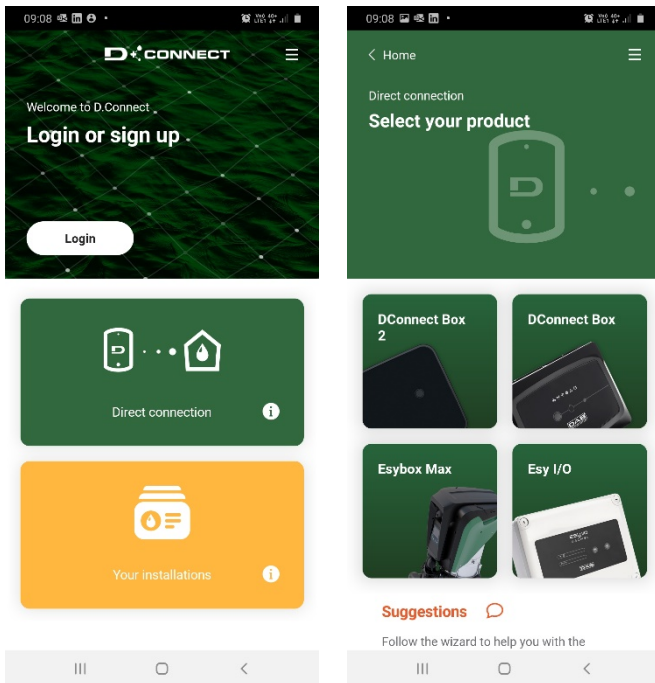 09:08
D+CONNECT
Welcome to D.Connect
Login or sign up
Login
Direct connection
Your installations
09:08
Home
Direct connection
Select your product
D
DConnect Box
2
DConnect Box
DAB
Esybox Max
Esy I/O
DAB
Suggestions
Follow the wizard to help you with the